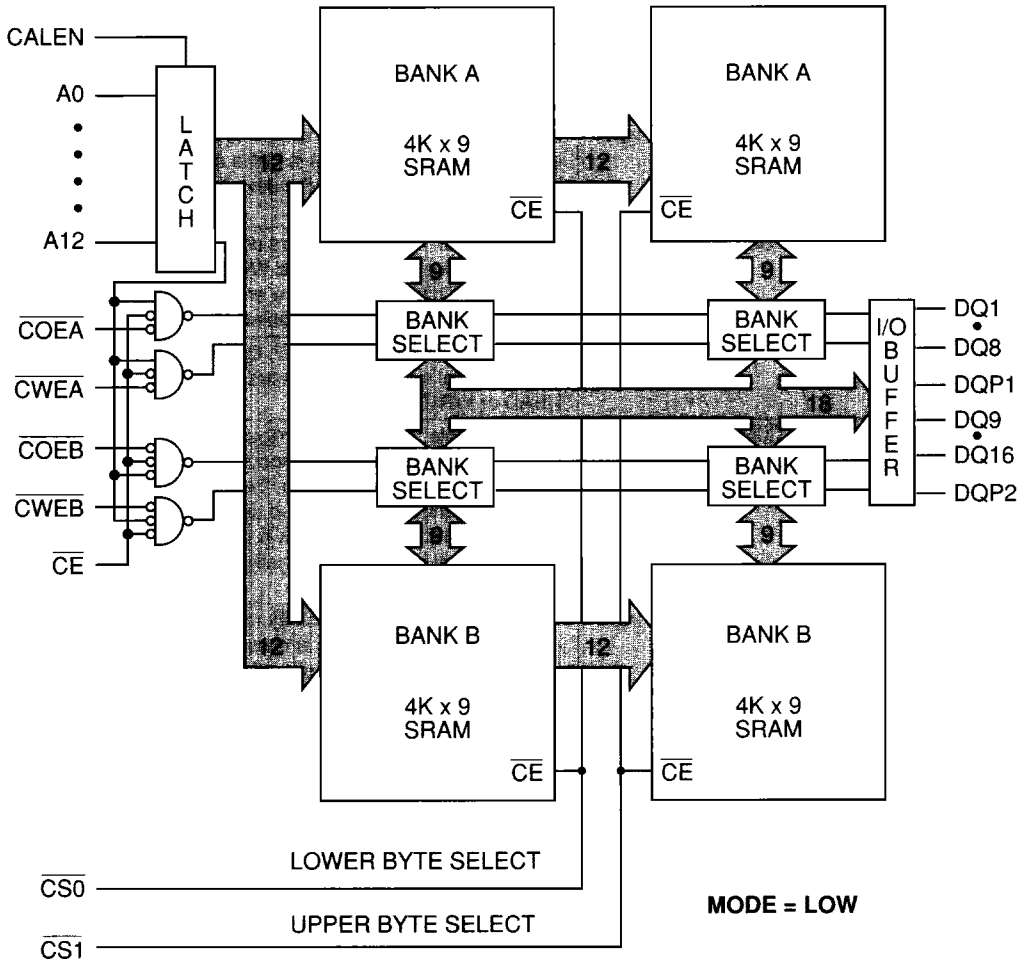 CALEN
A0
A12
LATCH
12
BANK A
4K x 9
SRAM
CE
12
BANK A
4K x 9
SRAM
CE
9
9
COEA
CWEA
COEB
CWEB
CE
BANK
SELECT
BANK
SELECT
18
BANK
SELECT
BANK
SELECT
I/O
BUFFER
DQ1
DQ8
DQP1
DQ9
DQ16
DQP2
9
9
12
BANK B
4K x 9
SRAM
CE
12
BANK B
4K x 9
SRAM
CE
LOWER BYTE SELECT
CS0
UPPER BYTE SELECT
CS1
MODE = LOW